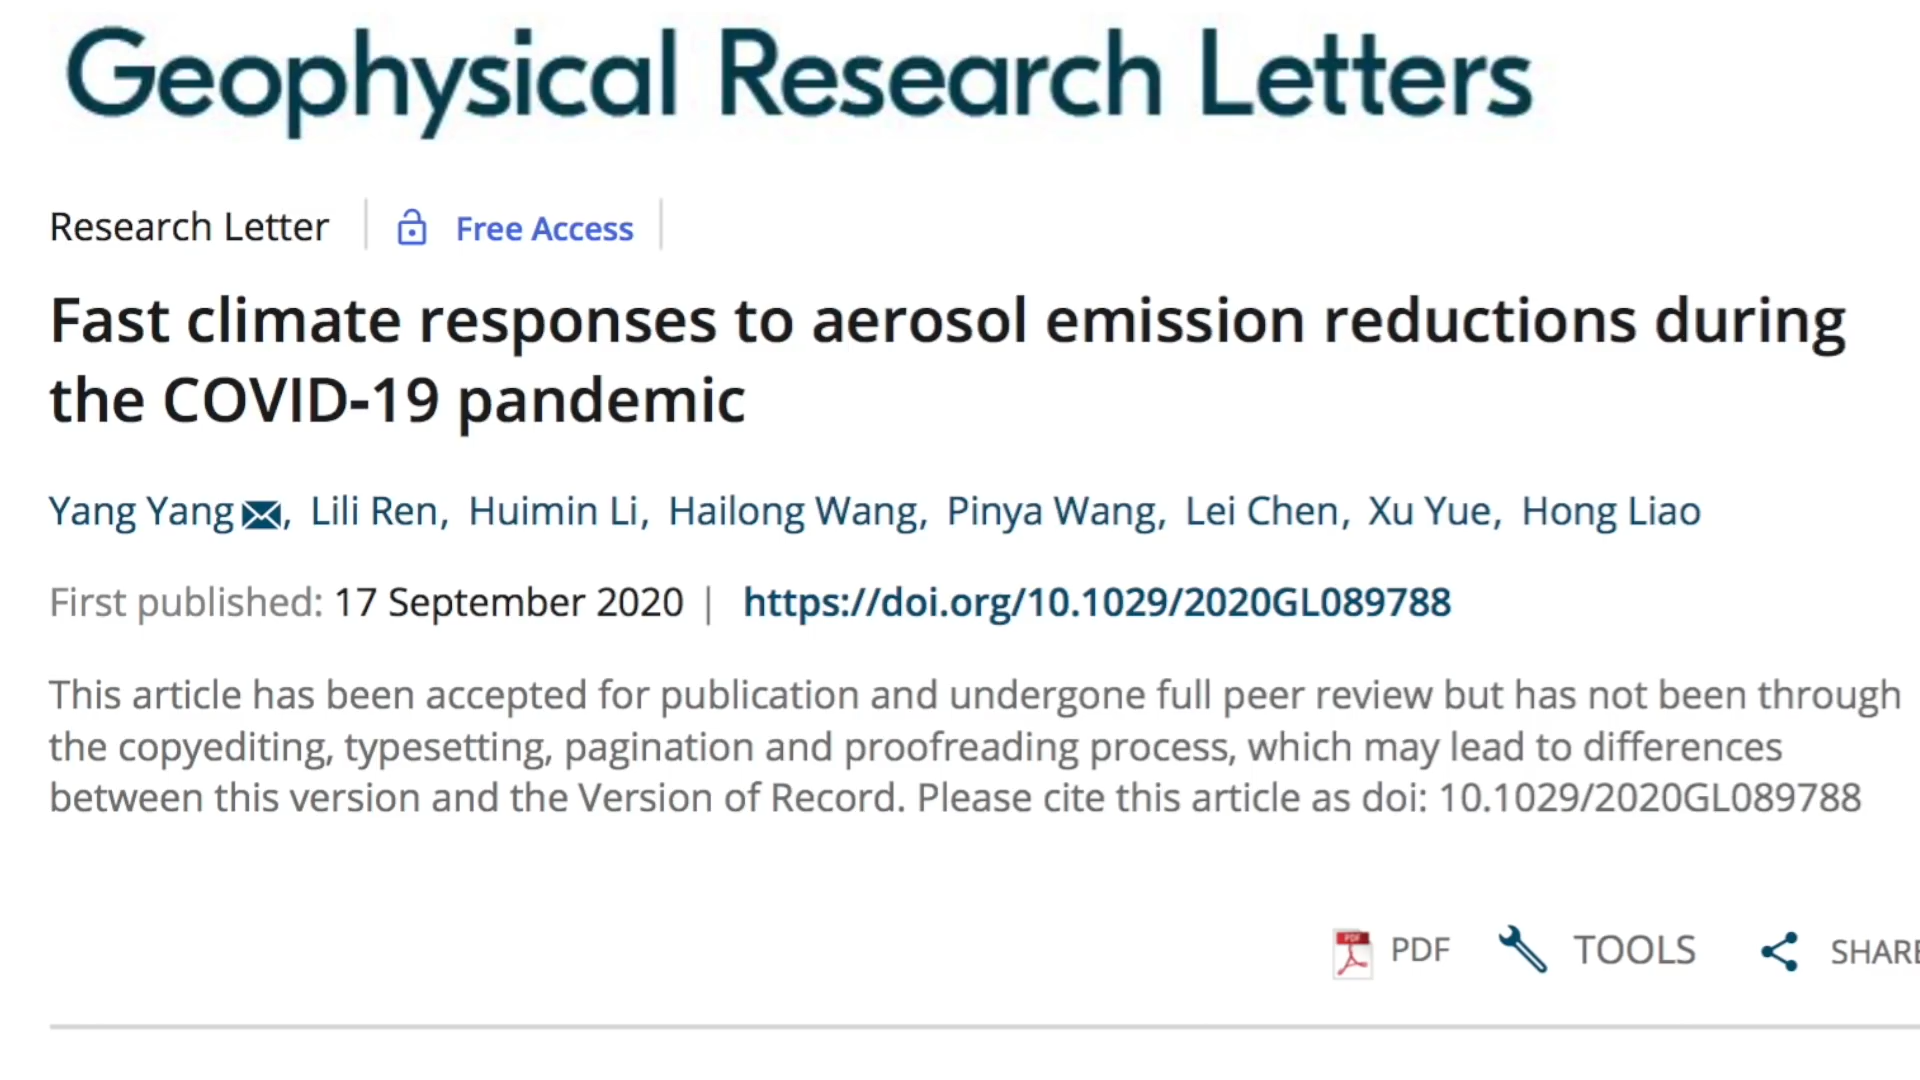 Geophysical Research Letters
Research Letter | Free Access |
Fast climate responses to aerosol emission reductions during
the COVID-19 pandemic
Yang Yang, Lili Ren, Huimin Li, Hailong Wang, Pinya Wang, Lei Chen, Xu Yue, Hong Liao
First published: 17 September 2020 | https://doi.org/10.1029/2020GL089788
This article has been accepted for publication and undergone full peer review but has not been through
the copyediting, typesetting, pagination and proofreading process, which may lead to differences
between this version and the Version of Record. Please cite this article as doi: 10.1029/2020GL089788
PDF PDF TOOLS SHARE